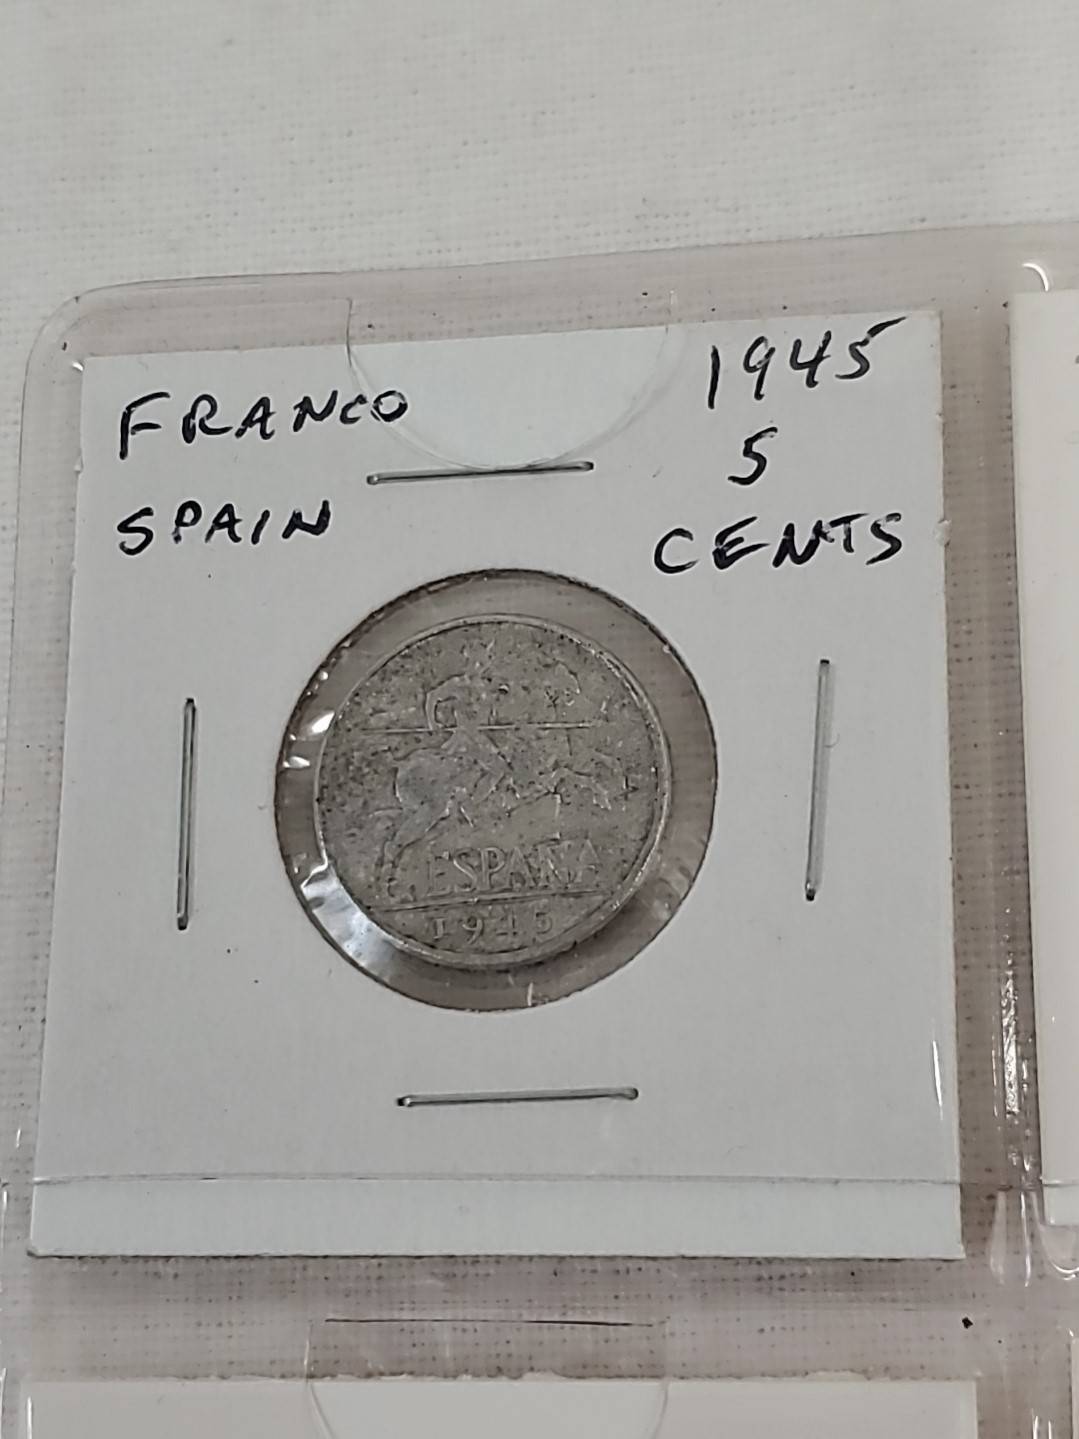 FRANCO
SPAIN
1945
5
CENTS
ESPAÑA
1945